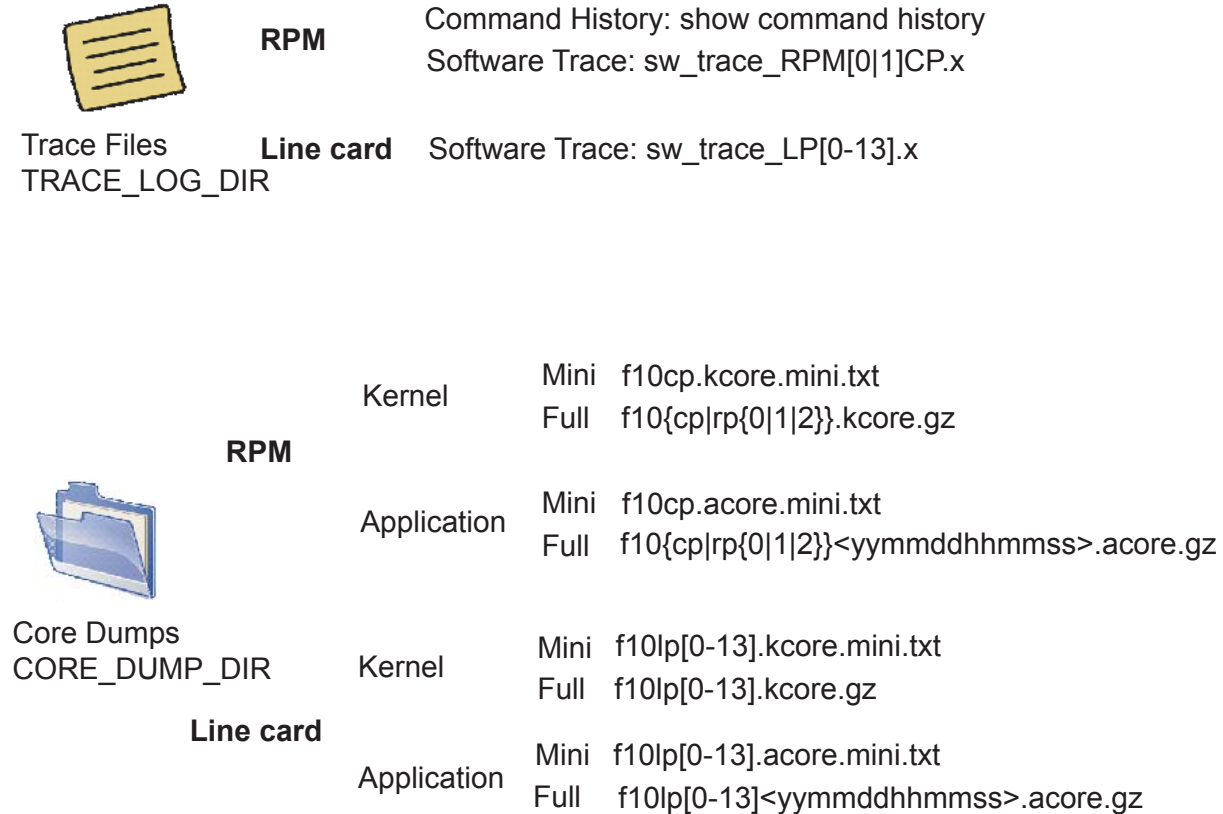 RPM
Command History: show command history
Software Trace: sw_trace_RPM[0|1]CP.x
Trace Files
TRACE_LOG_DIR
Line card
Software Trace: sw_trace_LP[0-13].x
RPM
Kernel
Mini f10cp.kcore.mini.txt
Full f10{cp|rp{0|1|2}}.kcore.gz
Application
Mini f10cp.acore.mini.txt
Full f10{cp|rp{0|1|2}}<yymmddhhmmss>.acore.gz
Core Dumps
CORE_DUMP_DIR
Line card
Kernel
Mini f10lp[0-13].kcore.mini.txt
Full f10lp[0-13].kcore.gz
Application
Mini f10lp[0-13].acore.mini.txt
Full f10lp[0-13]<yymmddhhmmss>.acore.gz